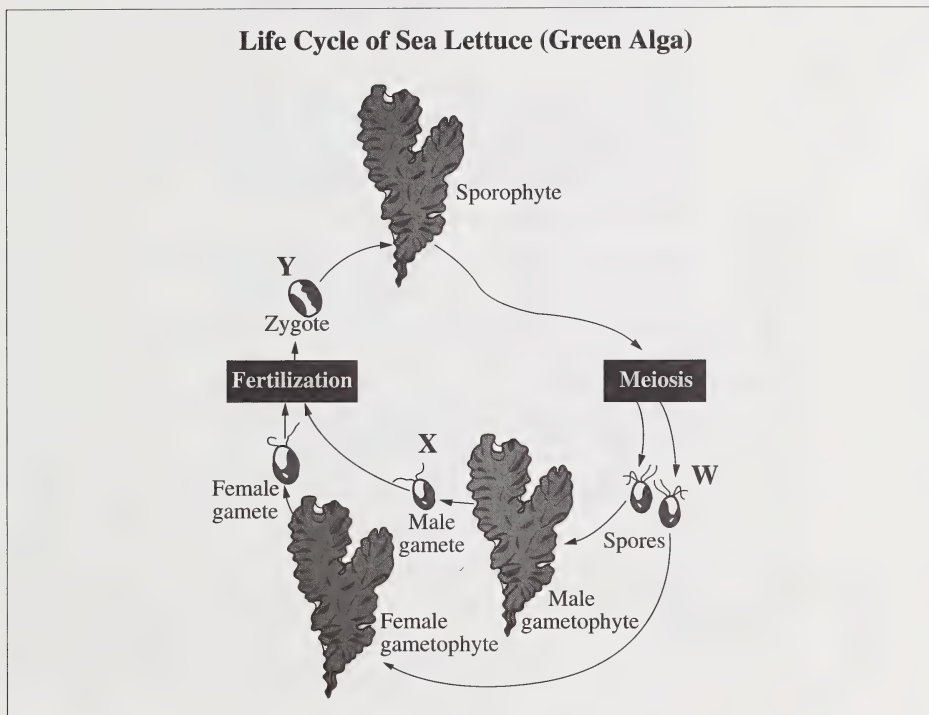 Life Cycle of Sea Lettuce (Green Alga)
Sporophyte
Y
Zygote
Fertilization
Meiosis
X
W
Female
gamete
Male
gamete
Spores
Male
gametophyte
Female
gametophyte